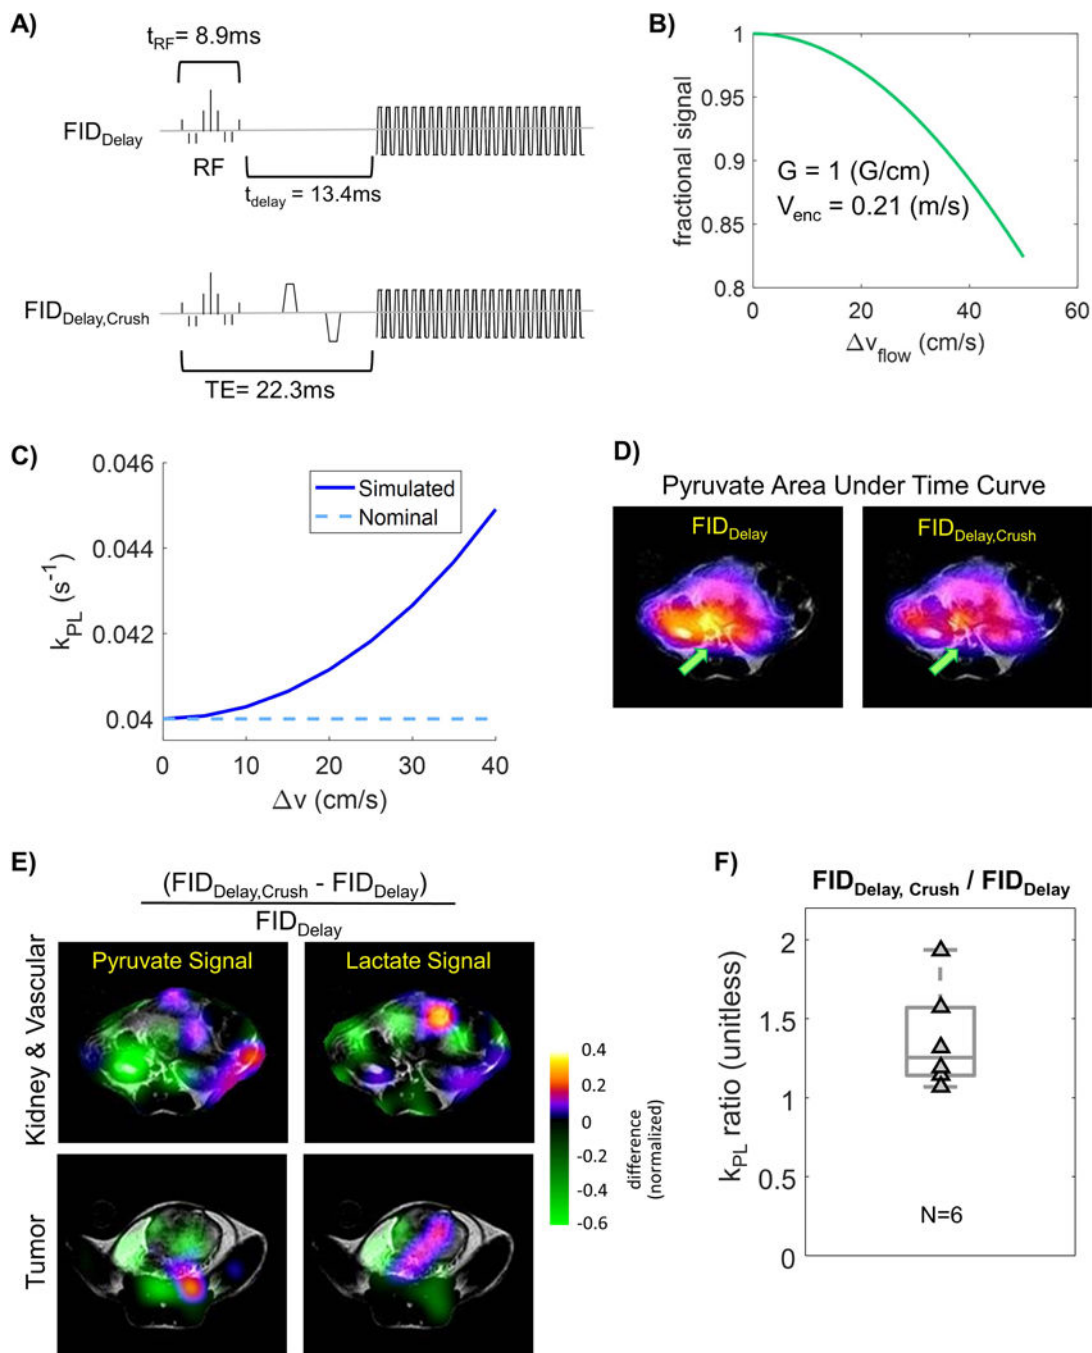 A)
t_RF= 8.9ms
FID_Delay
RF
t_delay = 13.4ms
FID_Delay,Crush
TE= 22.3ms
B)
fractional signal
1
0.95
0.9
0.85
0.8
G = 1 (G/cm)
V_enc = 0.21 (m/s)
0
20
40
60
Δv_flow (cm/s)
C)
k_PL (s⁻¹)
0.046
0.044
0.042
0.04
Simulated
Nominal
0
10
20
30
40
Δv (cm/s)
D)
Pyruvate Area Under Time Curve
FID_Delay
FID_Delay,Crush
E)
(FID_Delay,Crush - FID_Delay)
FID_Delay
Kidney & Vascular
Pyruvate Signal
Lactate Signal
Tumor
0.4
0.2
0
-0.2
-0.4
-0.6
difference
(normalized)
F)
FID_Delay, Crush / FID_Delay
k_PL ratio (unitless)
2
1.5
1
0.5
0
N=6